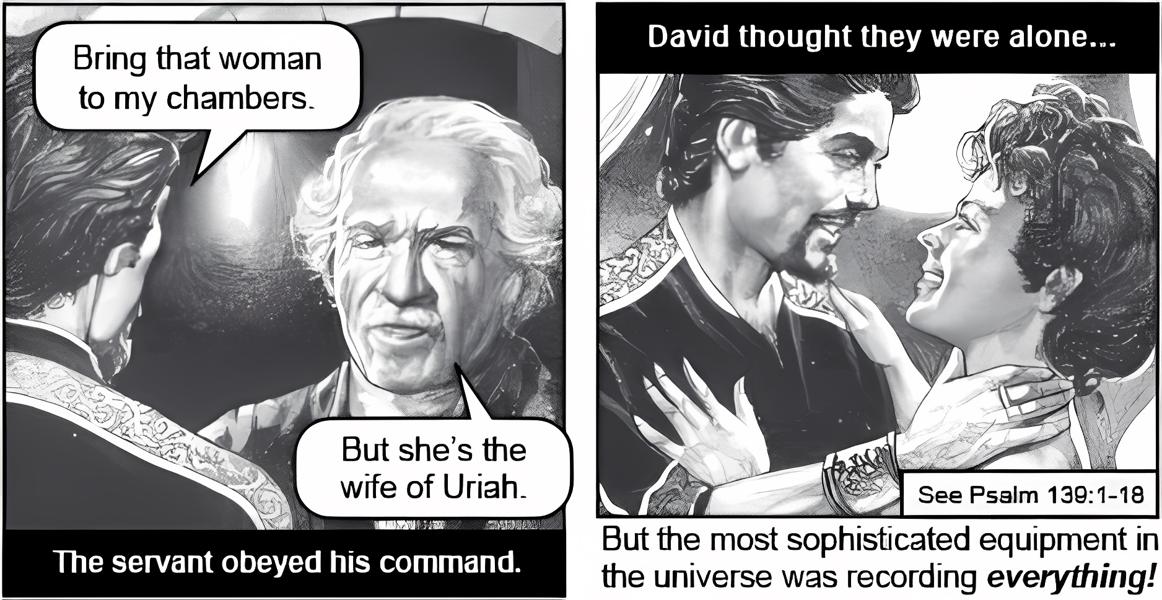 Bring that woman
to my chambers.
But she's the
wife of Uriah.
The servant obeyed his command.
David thought they were alone...
See Psalm 139:1-18
But the most sophisticated equipment in
the universe was recording everything!